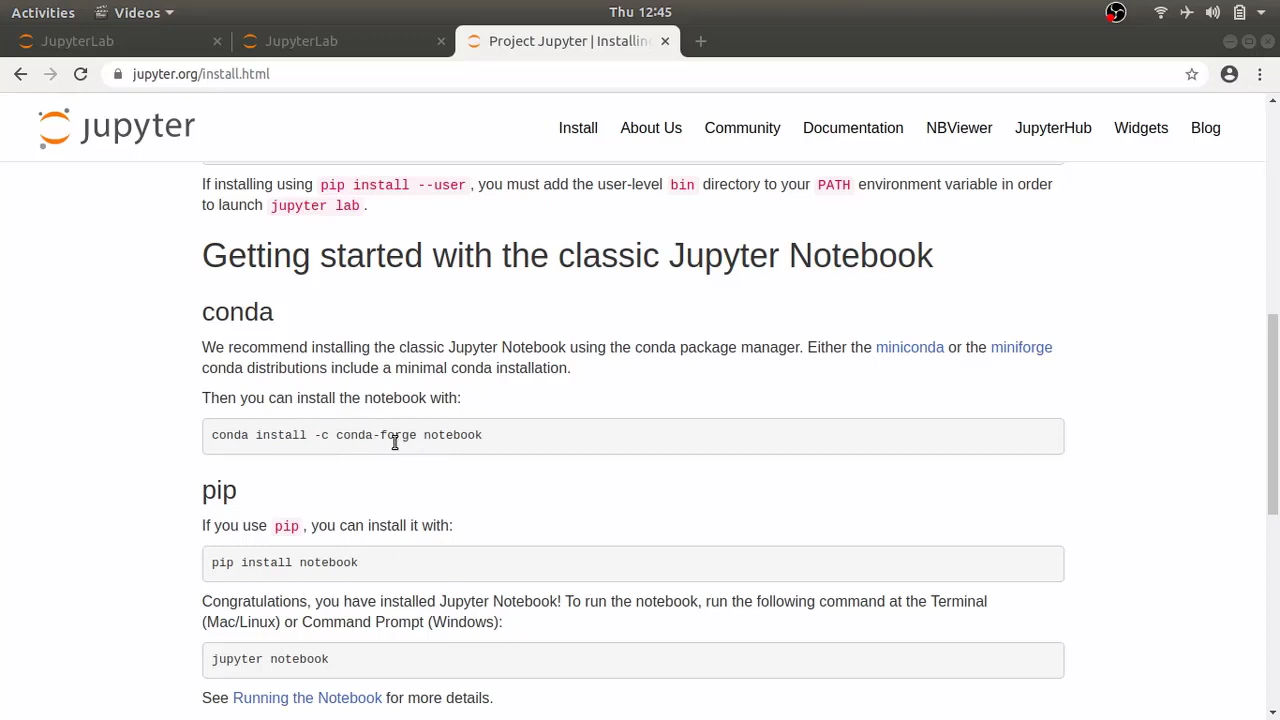 Activities Videos Thu 12:45
JupyterLab JupyterLab Project Jupyter | Installin
jupyter.org/install.html
jupyter Install About Us Community Documentation NBViewer JupyterHub Widgets Blog
If installing using pip install --user, you must add the user-level bin directory to your PATH environment variable in order
to launch jupyter lab.
Getting started with the classic Jupyter Notebook
conda
We recommend installing the classic Jupyter Notebook using the conda package manager. Either the miniconda or the miniforge
conda distributions include a minimal conda installation.
Then you can install the notebook with:
conda install -c conda-forge notebook
pip
If you use pip, you can install it with:
pip install notebook
Congratulations, you have installed Jupyter Notebook! To run the notebook, run the following command at the Terminal
(Mac/Linux) or Command Prompt (Windows):
jupyter notebook
See Running the Notebook for more details.